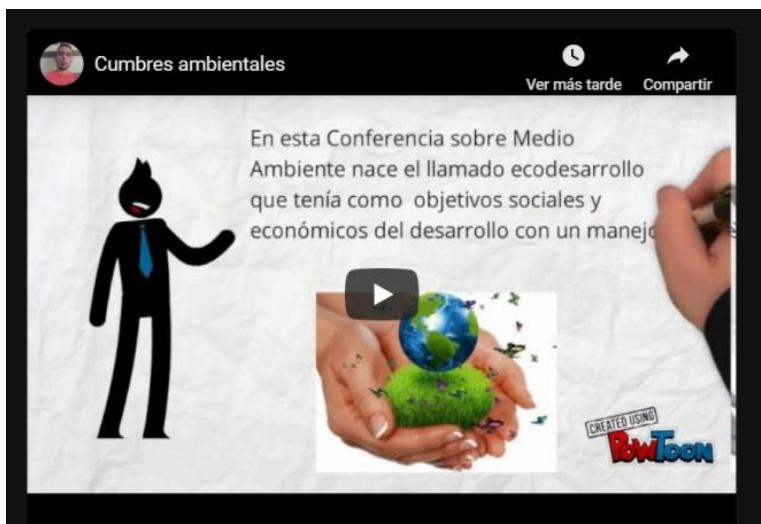 Cumbres ambientales
Ver más tarde
Compartir
En esta Conferencia sobre Medio
Ambiente nace el llamado ecodesarrollo
que tenía como objetivos sociales y
económicos del desarrollo con un manejo
CREATED USING
POWTOON